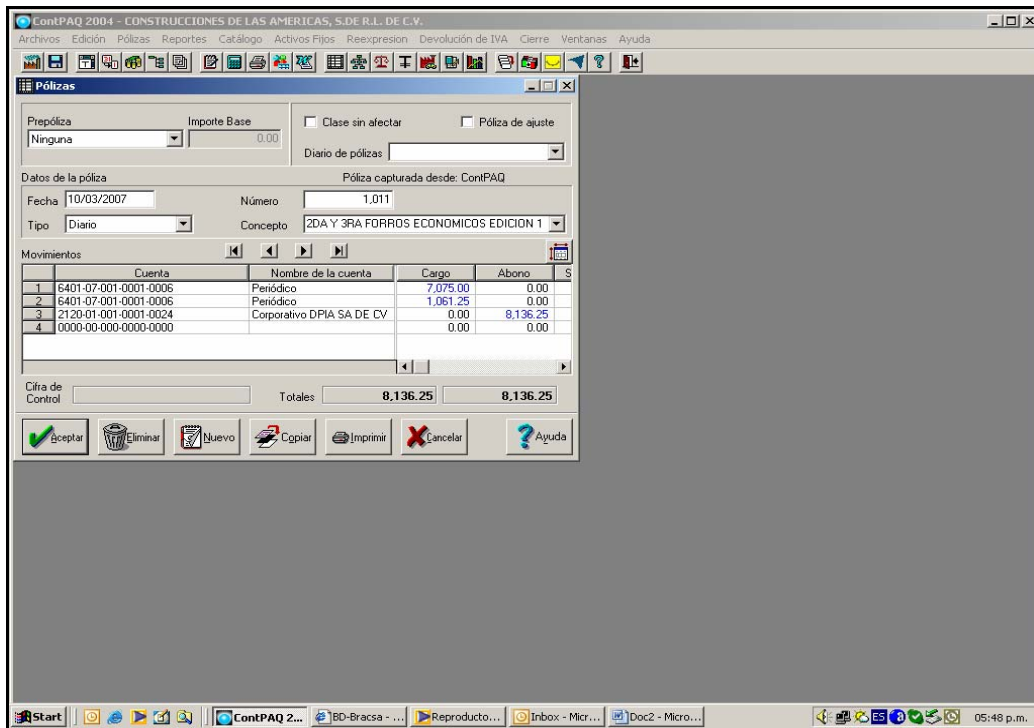 ContPAQ 2004 - CONSTRUCCIONES DE LAS AMERICAS, S.DE R.L. DE C.V.
Archivos Edición Pólizas Reportes Catálogo Activos Fijos Reexpresion Devolución de IVA Cierre Ventanas Ayuda
Pólizas
Prepóliza Importe Base
Ninguna 0.00
Clase sin afectar Póliza de ajuste
Diario de pólizas
Datos de la póliza Póliza capturada desde: ContPAQ
Fecha 10/03/2007 Número 1,011
Tipo Diario Concepto 2DA Y 3RA FORROS ECONOMICOS EDICION 1
Movimientos
Cuenta Nombre de la cuenta Cargo Abono S
1 6401-07-001-0001-0006 Periódico 7,075.00 0.00
2 6401-07-001-0001-0006 Periódico 1,061.25 0.00
3 2120-01-001-0001-0024 Corporativo DPIA SA DE CV 0.00 8,136.25
4 0000-00-000-0000-0000 0.00 0.00
Cifra de Control Totales 8,136.25 8,136.25
Aceptar Eliminar Nuevo Copiar Imprimir Cancelar Ayuda
Start ContPAQ 2... BD-Bracsa - ... Reproducto... Inbox - Micr... Doc2 - Micro... ES 05:48 p.m.